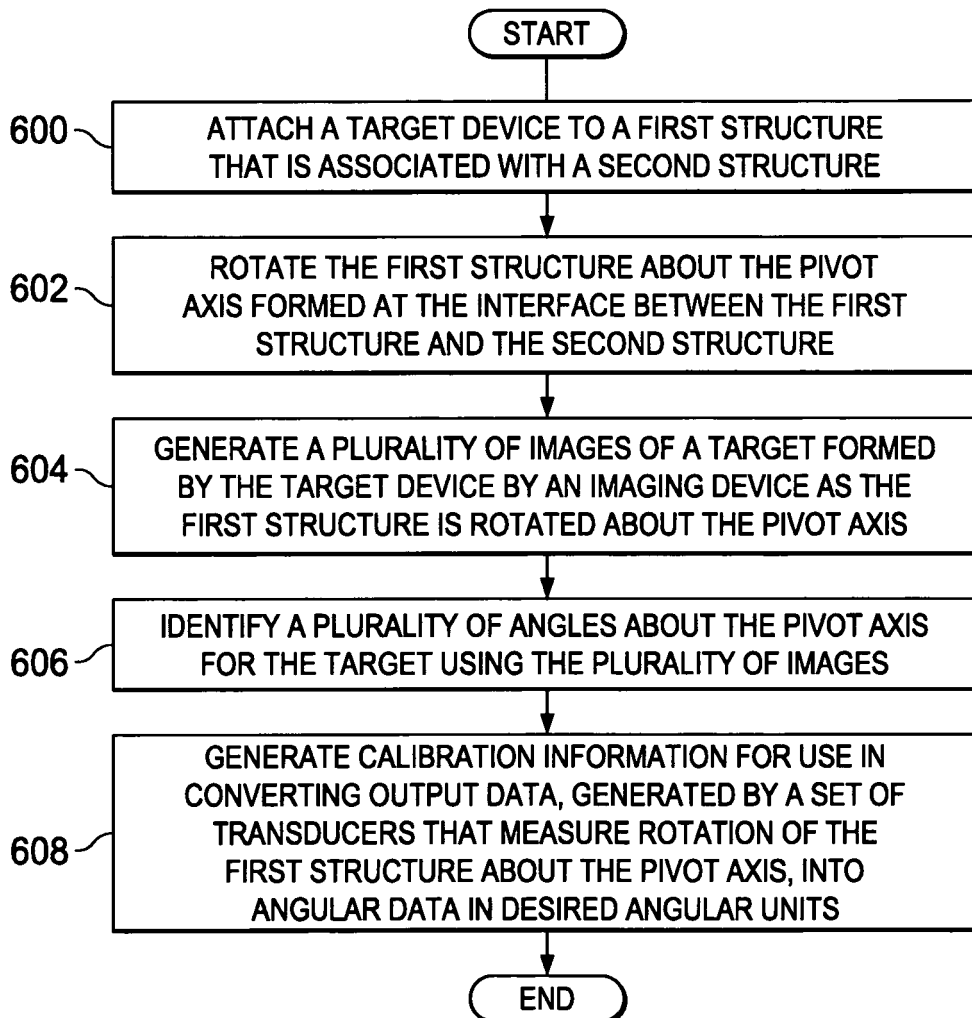 START
600
ATTACH A TARGET DEVICE TO A FIRST STRUCTURE
THAT IS ASSOCIATED WITH A SECOND STRUCTURE
602
ROTATE THE FIRST STRUCTURE ABOUT THE PIVOT
AXIS FORMED AT THE INTERFACE BETWEEN THE FIRST
STRUCTURE AND THE SECOND STRUCTURE
604
GENERATE A PLURALITY OF IMAGES OF A TARGET FORMED
BY THE TARGET DEVICE BY AN IMAGING DEVICE AS THE
FIRST STRUCTURE IS ROTATED ABOUT THE PIVOT AXIS
606
IDENTIFY A PLURALITY OF ANGLES ABOUT THE PIVOT AXIS
FOR THE TARGET USING THE PLURALITY OF IMAGES
608
GENERATE CALIBRATION INFORMATION FOR USE IN
CONVERTING OUTPUT DATA, GENERATED BY A SET OF
TRANSDUCERS THAT MEASURE ROTATION OF THE
FIRST STRUCTURE ABOUT THE PIVOT AXIS, INTO
ANGULAR DATA IN DESIRED ANGULAR UNITS
END